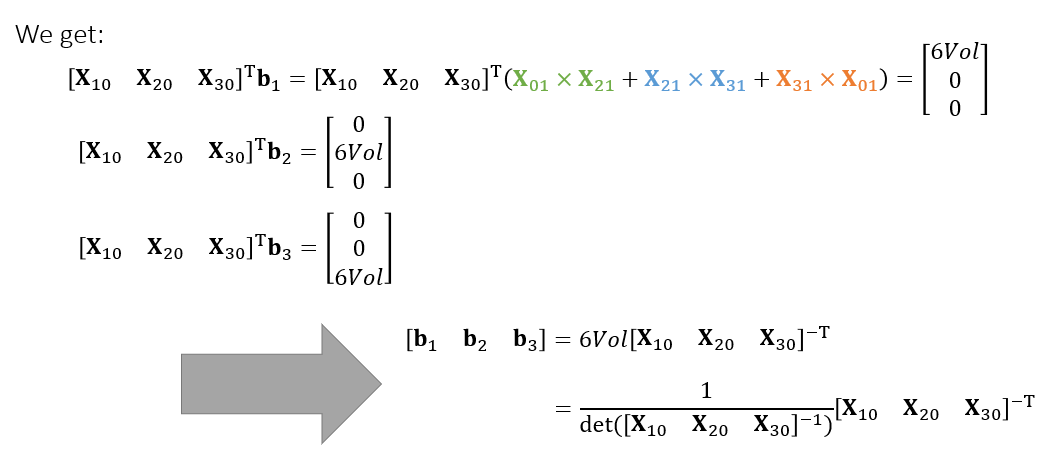 We get:
[X₁₀ X₂₀ X₃₀]ᵀb₁ = [X₁₀ X₂₀ X₃₀]ᵀ(X₀₁ × X₂₁ + X₂₁ × X₃₁ + X₃₁ × X₀₁) = [6Vol 0 0]
[X₁₀ X₂₀ X₃₀]ᵀb₂ = [0 6Vol 0]
[X₁₀ X₂₀ X₃₀]ᵀb₃ = [0 0 6Vol]
[b₁ b₂ b₃] = 6Vol[X₁₀ X₂₀ X₃₀]⁻ᵀ
= 1 / det([X₁₀ X₂₀ X₃₀]⁻¹) [X₁₀ X₂₀ X₃₀]⁻ᵀ